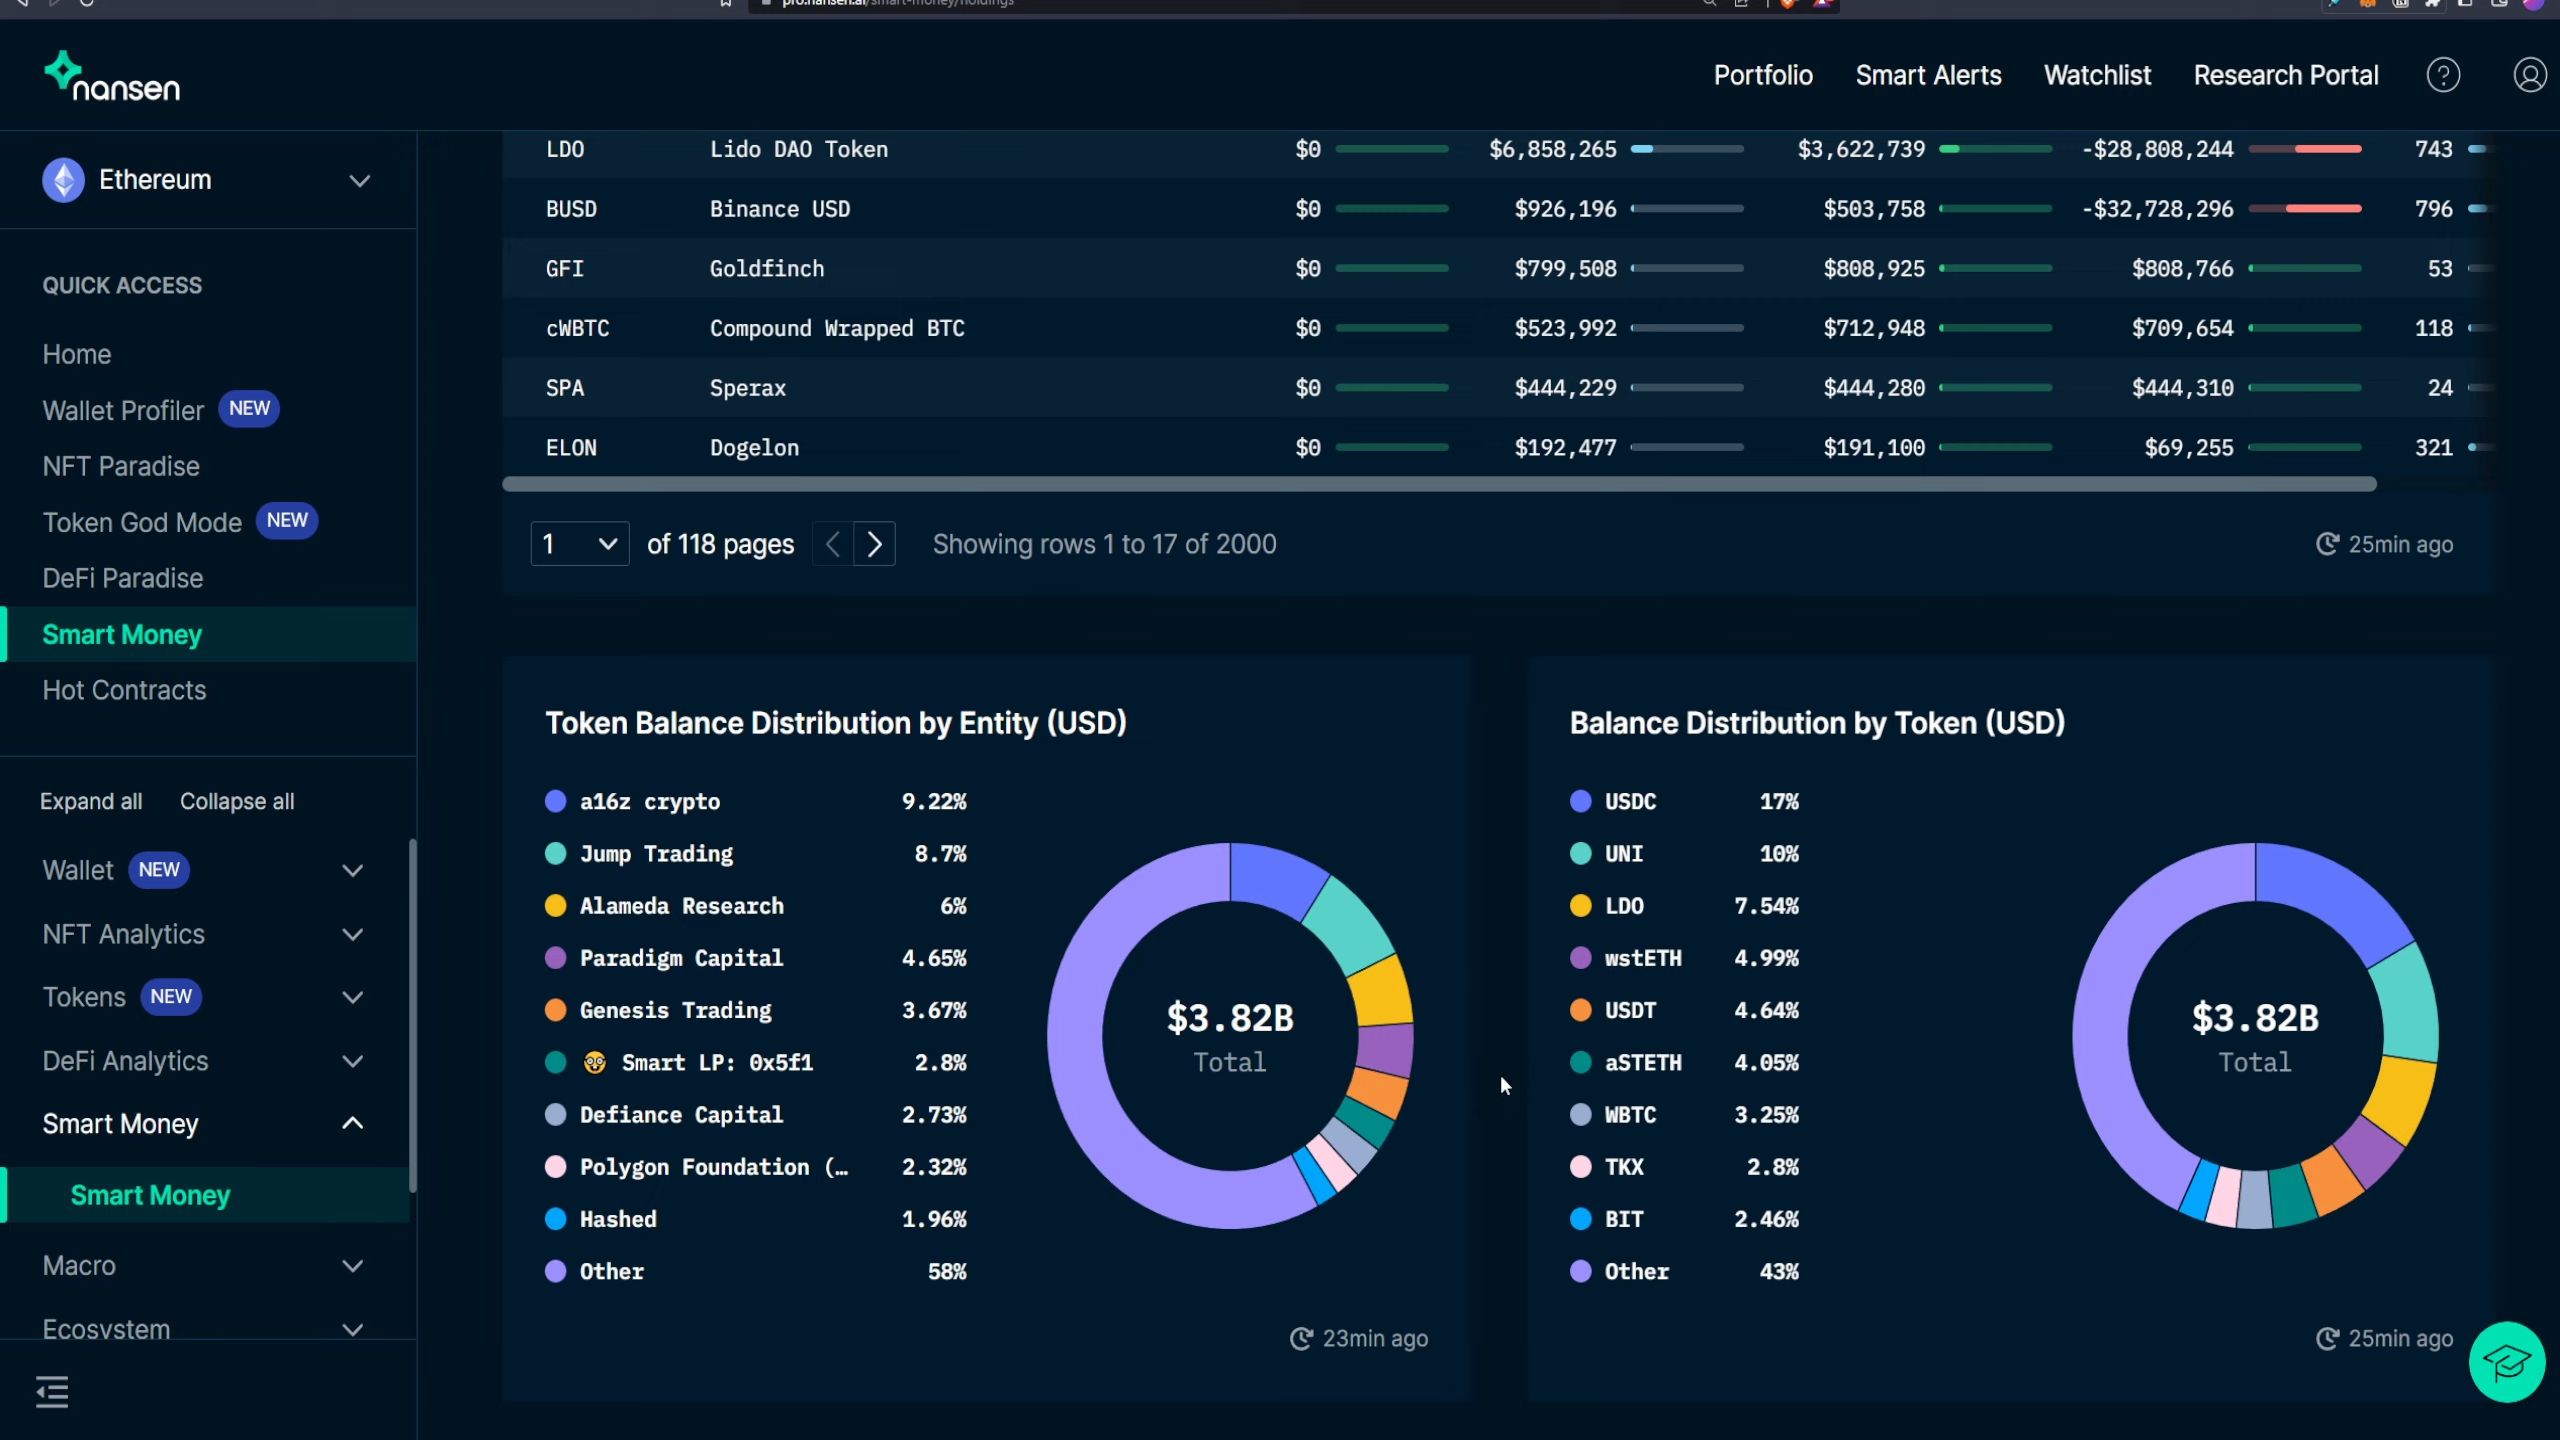 pro.nansen.ai/smart-money/holdings
nansen
Portfolio Smart Alerts Watchlist Research Portal
Ethereum
QUICK ACCESS
Home
Wallet Profiler NEW
NFT Paradise
Token God Mode NEW
DeFi Paradise
Smart Money
Hot Contracts
Expand all Collapse all
Wallet NEW
NFT Analytics
Tokens NEW
DeFi Analytics
Smart Money
Smart Money
Macro
Ecosystem
LDO Lido DAO Token $0 $6,858,265 $3,622,739 -$28,808,244 743
BUSD Binance USD $0 $926,196 $503,758 -$32,728,296 796
GFI Goldfinch $0 $799,508 $808,925 $808,766 53
cWBTC Compound Wrapped BTC $0 $523,992 $712,948 $709,654 118
SPA Sperax $0 $444,229 $444,280 $444,310 24
ELON Dogelon $0 $192,477 $191,100 $69,255 321
1 of 118 pages Showing rows 1 to 17 of 2000 25min ago
Token Balance Distribution by Entity (USD)
a16z crypto 9.22%
Jump Trading 8.7%
Alameda Research 6%
Paradigm Capital 4.65%
Genesis Trading 3.67%
🤓 Smart LP: 0x5f1 2.8%
Defiance Capital 2.73%
Polygon Foundation (… 2.32%
Hashed 1.96%
Other 58%
$3.82B
Total
23min ago
Balance Distribution by Token (USD)
USDC 17%
UNI 10%
LDO 7.54%
wstETH 4.99%
USDT 4.64%
aSTETH 4.05%
WBTC 3.25%
TKX 2.8%
BIT 2.46%
Other 43%
$3.82B
Total
25min ago